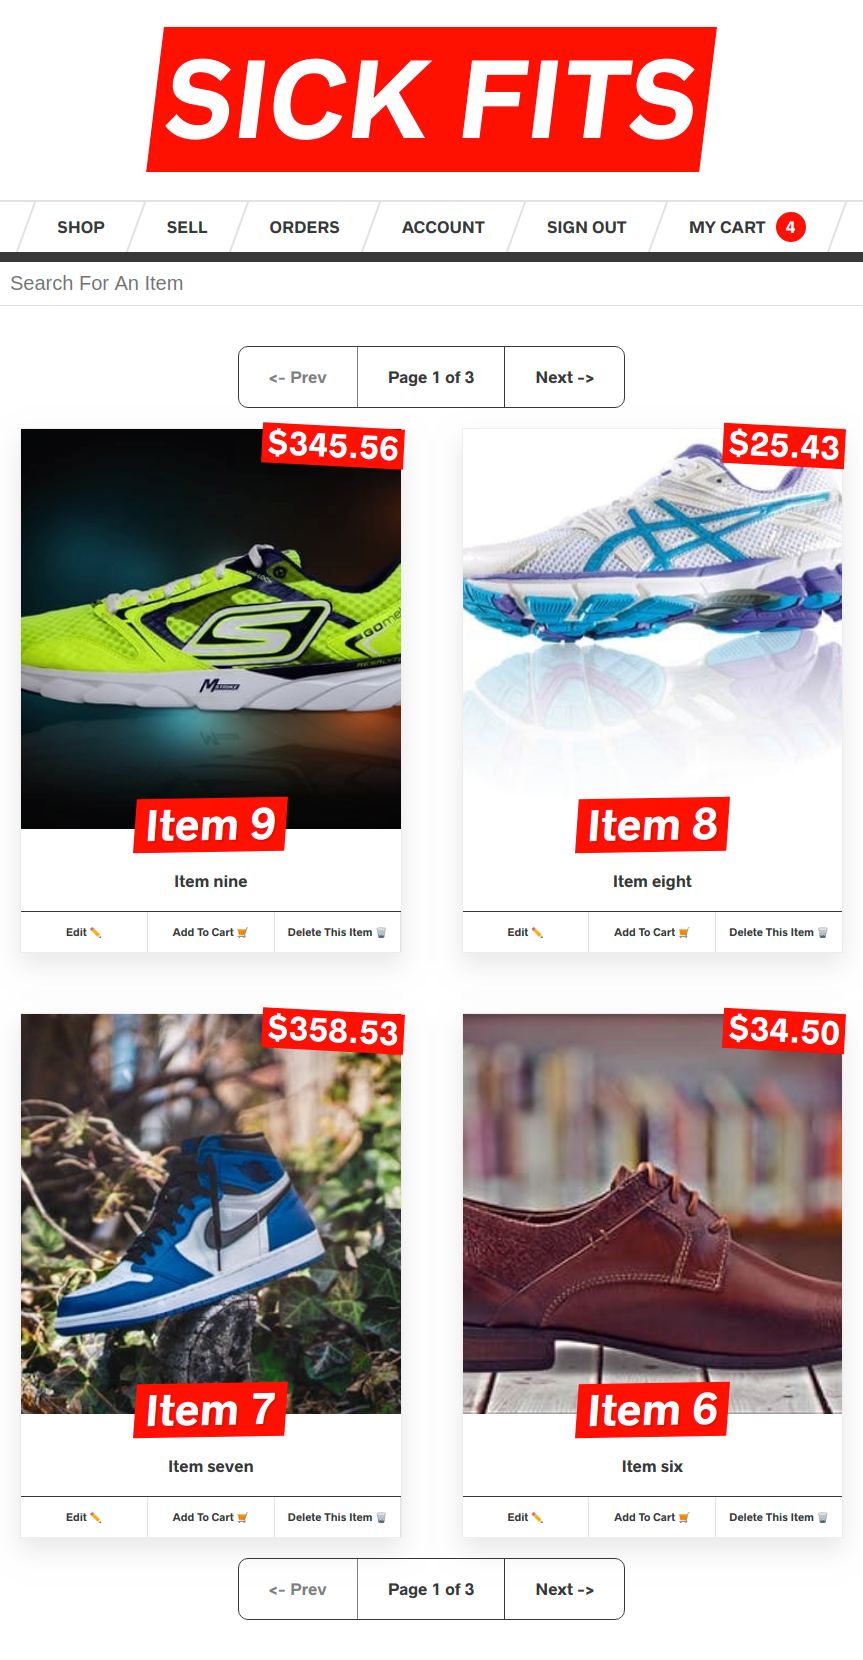 SICK FITS
SHOP SELL ORDERS ACCOUNT SIGN OUT MY CART 4
Search For An Item
<- Prev Page 1 of 3 Next ->
$345.56
Item 9
Item nine
Edit ✏️ Add To Cart 🛒 Delete This Item 🗑️
$25.43
Item 8
Item eight
Edit ✏️ Add To Cart 🛒 Delete This Item 🗑️
$358.53
Item 7
Item seven
Edit ✏️ Add To Cart 🛒 Delete This Item 🗑️
$34.50
Item 6
Item six
Edit ✏️ Add To Cart 🛒 Delete This Item 🗑️
<- Prev Page 1 of 3 Next ->